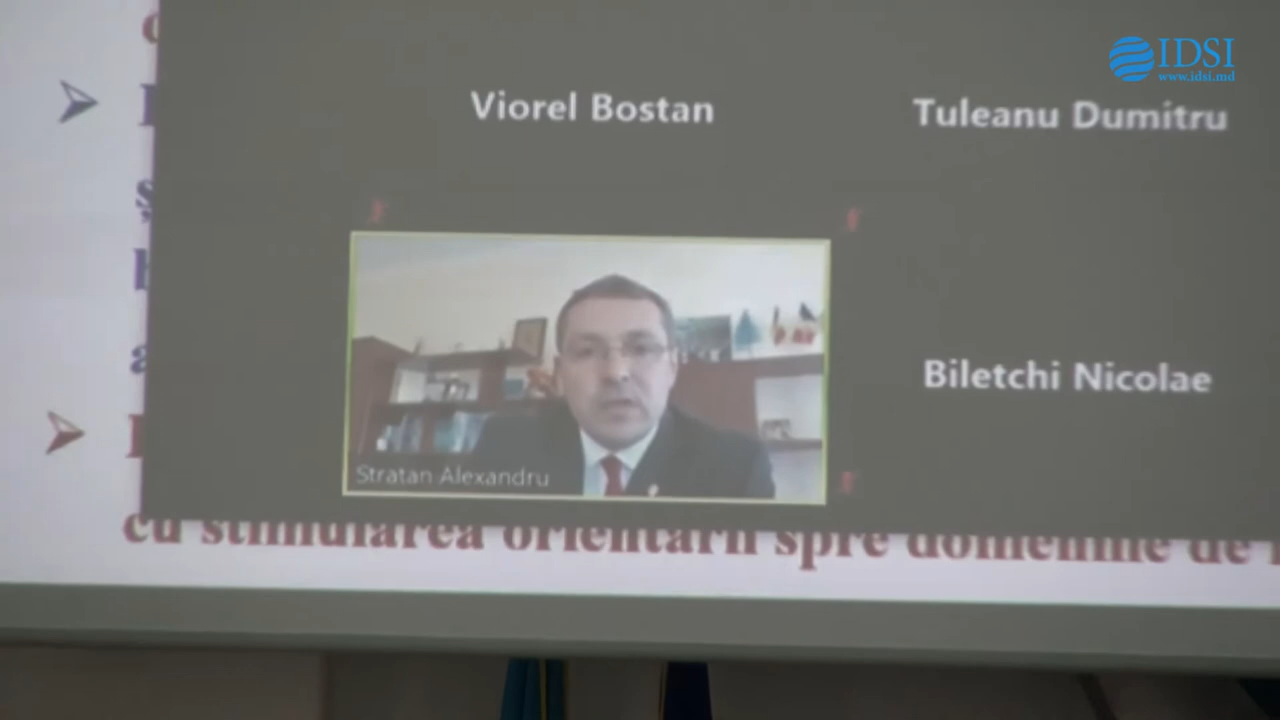 IDSI
www.idsi.md
Viorel Bostan
Tuleanu Dumitru
Biletchi Nicolae
Stratan Alexandru
cu stimularea orientării spre domeniile de